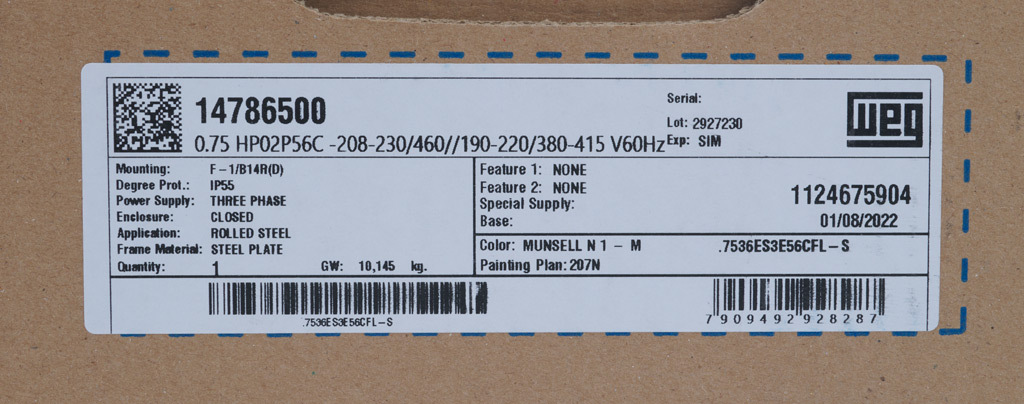 14786500
0.75 HP02P56C -208-230/460//190-220/380-415 V60Hz
Serial:
Lot: 2927230
Exp: SIM
weg
Mounting: F-1/B14R(D)
Degree Prot.: IP55
Power Supply: THREE PHASE
Enclosure: CLOSED
Application: ROLLED STEEL
Frame Material: STEEL PLATE
Quantity: 1 GW: 10,145 kg.
Feature 1: NONE
Feature 2: NONE
Special Supply:
Base:
1124675904
01/08/2022
Color: MUNSELL N 1 - M .7536ES3E56CFL-S
Painting Plan: 207N
.7536ES3E56CFL-S
7909492928287